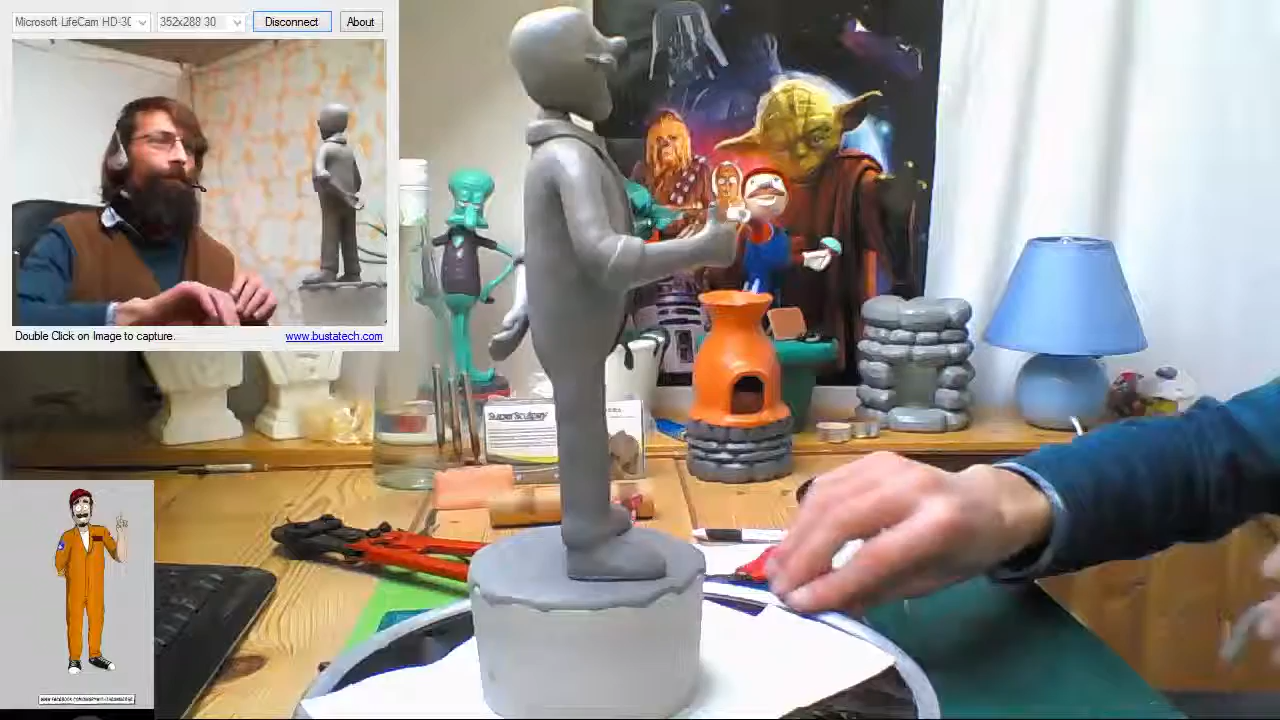 Microsoft LifeCam HD-30
352x288 30
Disconnect
About
Double Click on Image to capture.
www.bustatech.com
SuperSculpey